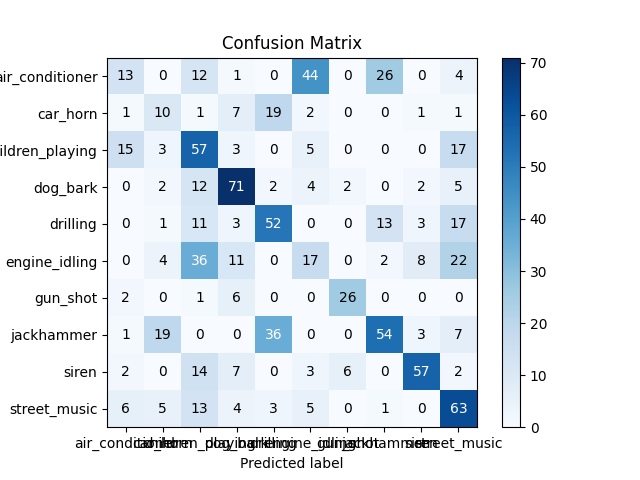 Confusion Matrix
air_conditioner 13 0 12 1 0 44 0 26 0 4
car_horn 1 10 1 7 19 2 0 0 1 1
ildren_playing 15 3 57 3 0 5 0 0 0 17
dog_bark 0 2 12 71 2 4 2 0 2 5
drilling 0 1 11 3 52 0 0 13 3 17
engine_idling 0 4 36 11 0 17 0 2 8 22
gun_shot 2 0 1 6 0 0 26 0 0 0
jackhammer 1 19 0 0 36 0 0 54 3 7
siren 2 0 14 7 0 3 6 0 57 2
street_music 6 5 13 4 3 5 0 1 0 63
70
60
50
40
30
20
10
0
street_music
Predicted label